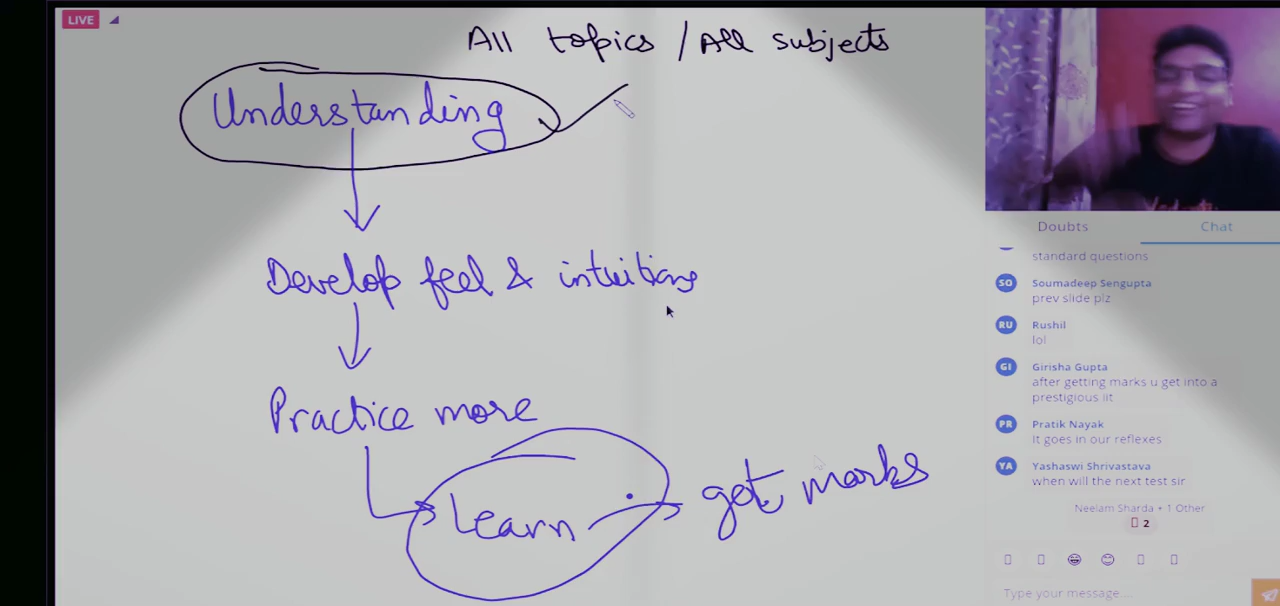 LIVE
All topics / All subjects
Understanding
Develop feel & intuitions
Practice more
Learn
get marks
Doubts
Chat
standard questions
SO
Soumadeep Sengupta
prev slide plz
RU
Rushil
lol
GI
Girisha Gupta
after getting marks u get into a
prestigious iit
PR
Pratik Nayak
it goes in our reflexes
YA
Yashaswi Shrivastava
when will the next test sir
Neelam Sharda • 1 Other
2
Type your message...